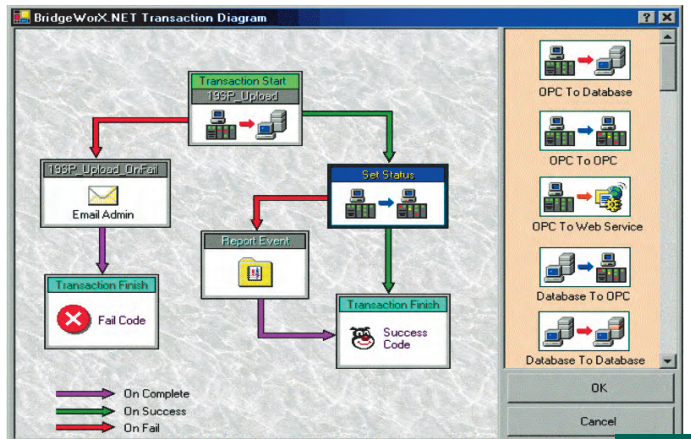 BridgeWorX.NET Transaction Diagram
Transaction Start
19SP_Upload
19SP_Upload_OnFail
Email Admin
Set Status
Report Event
Transaction Finish
Fail Code
Transaction Finish
Success
Code
On Complete
On Success
On Fail
OPC To Database
OPC To OPC
OPC To Web Service
Database To OPC
Database To Database
OK
Cancel